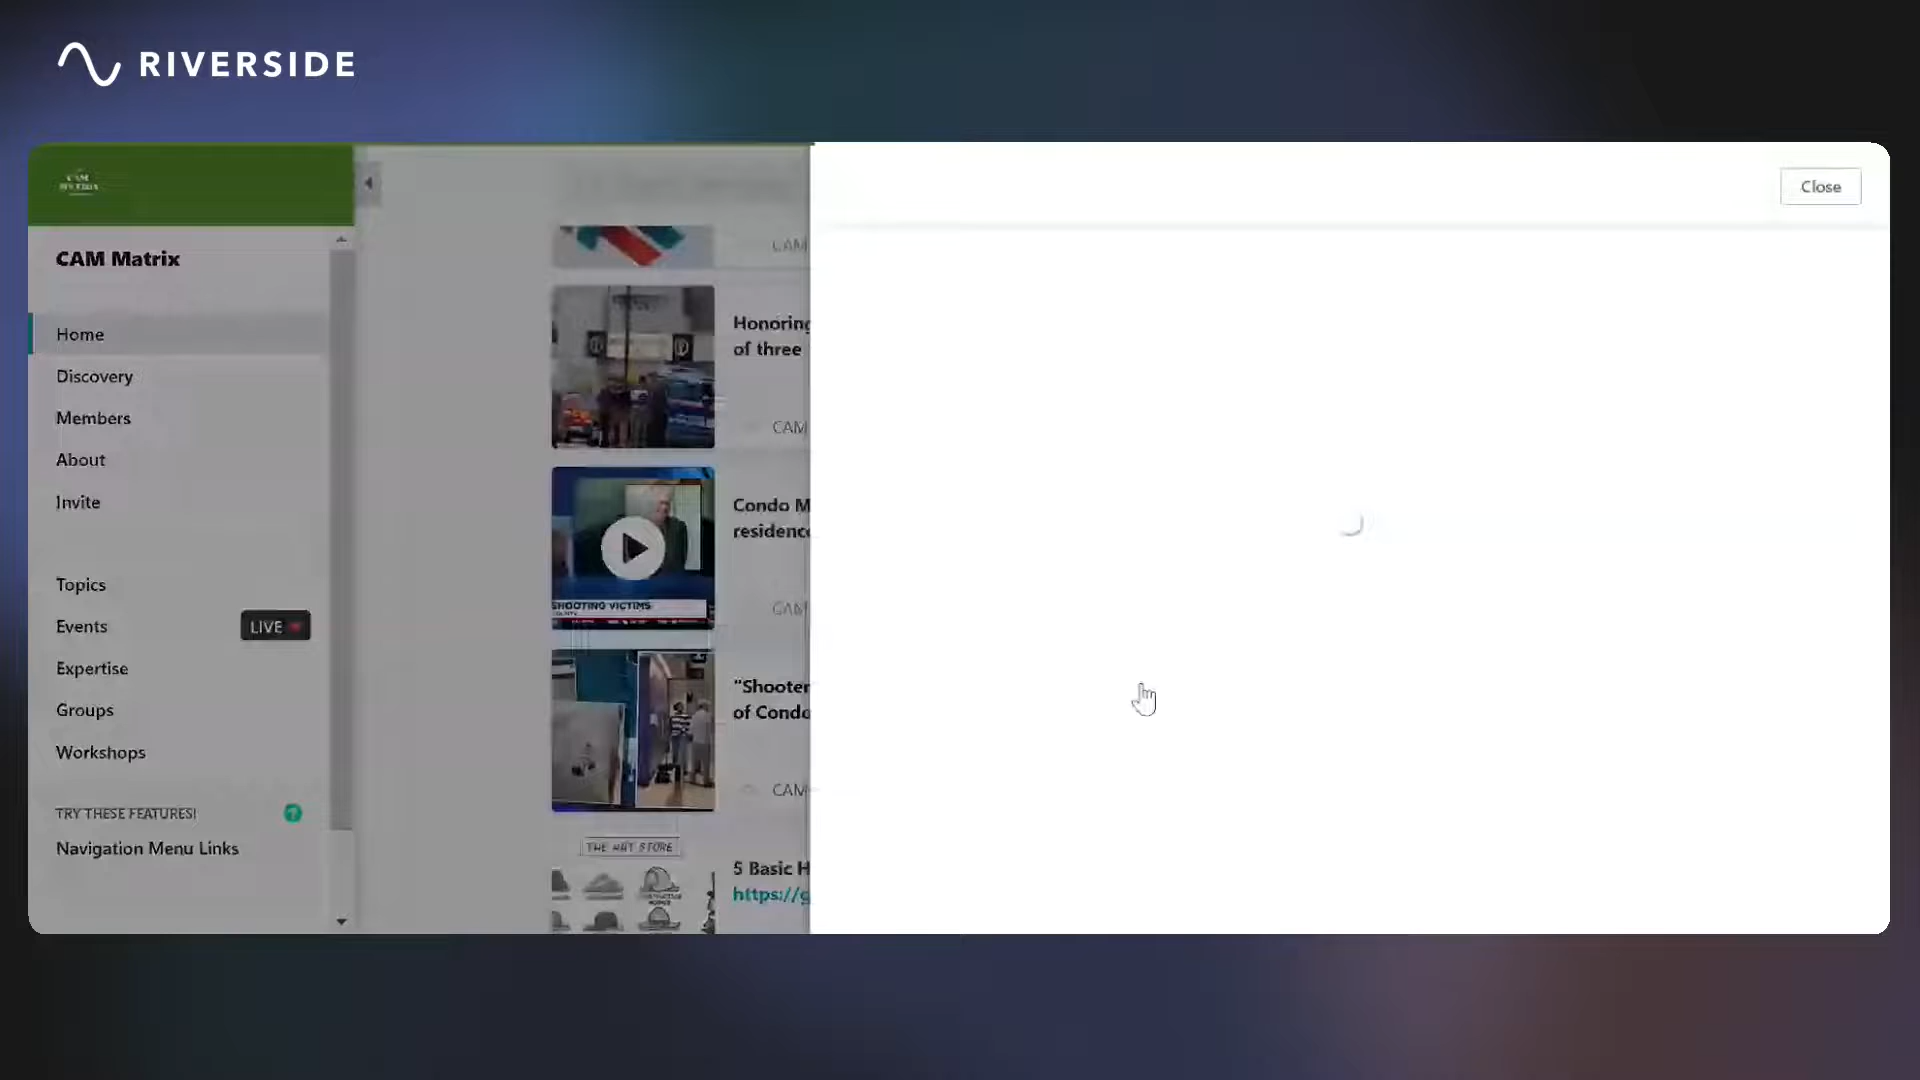 RIVERSIDE
CAM
MATRIX
Close
CAM Matrix
Home
Discovery
Members
About
Invite
Topics
Events
LIVE
Expertise
Groups
Workshops
TRY THESE FEATURES!
Navigation Menu Links
CAM
Honoring
of three
CAM
Condo M
residence
SHOOTING VICTIMS
CAM
"Shooter
of Condo
CAM
THE HAT STORE
5 Basic H
https://g